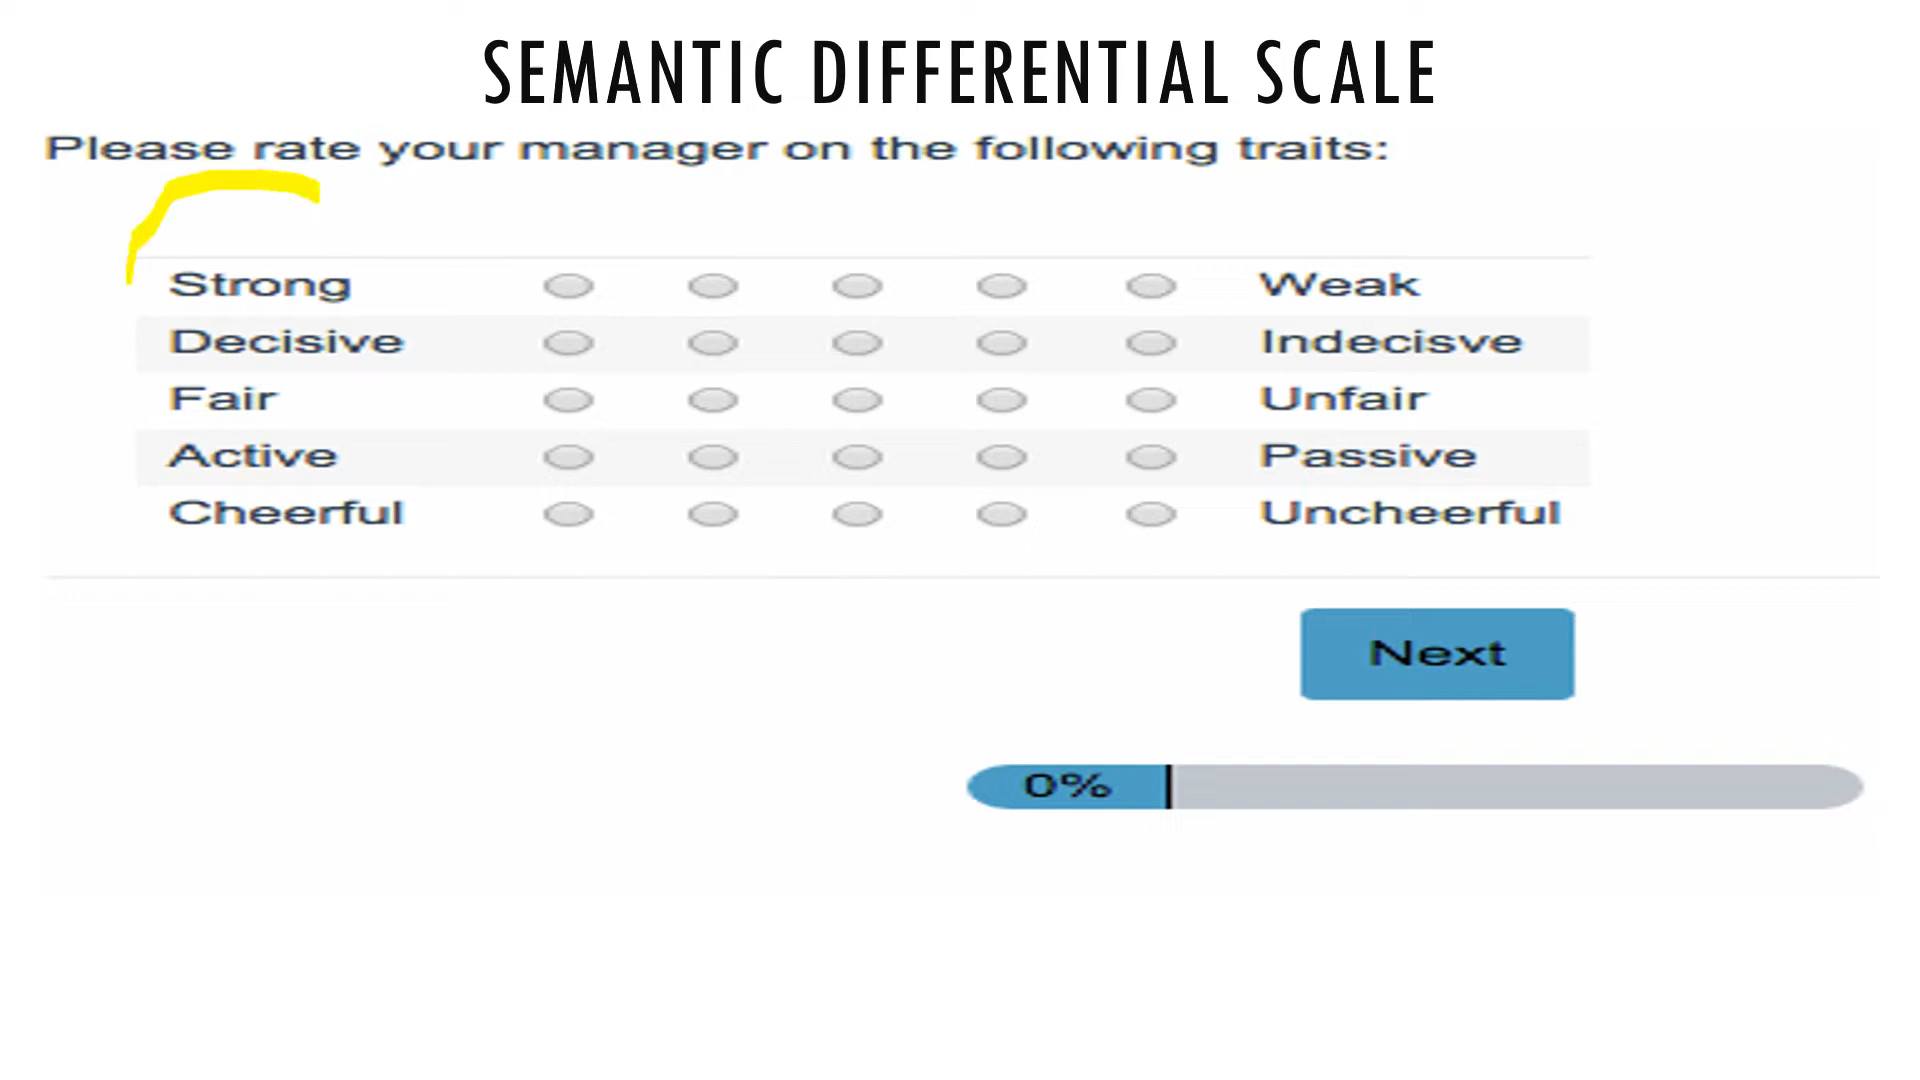 SEMANTIC DIFFERENTIAL SCALE
Please rate your manager on the following traits:
Strong Weak
Decisive Indecisve
Fair Unfair
Active Passive
Cheerful Uncheerful
Next
0%